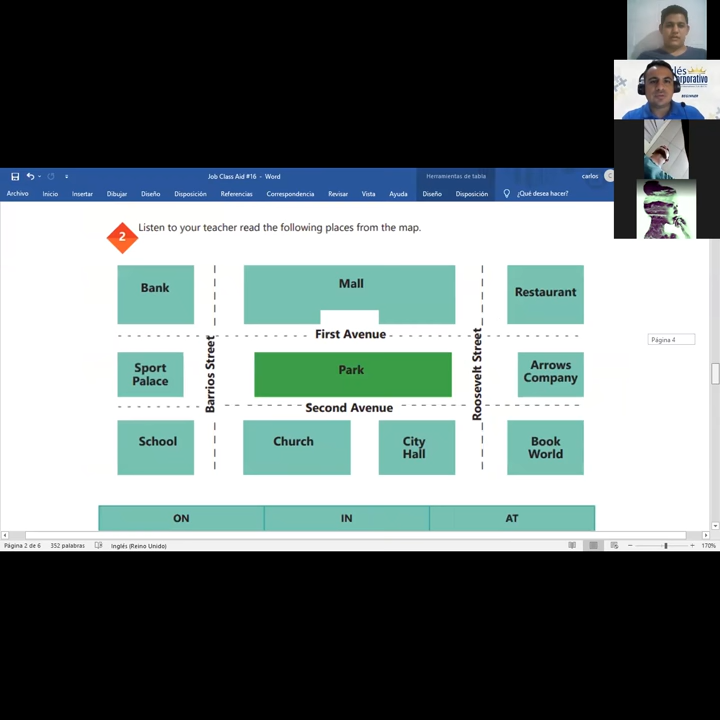 Job Class Aid #16 - Word
Herramientas de tabla
carlos
Archivo Inicio Insertar Dibujar Diseño Disposición Referencias Correspondencia Revisar Vista Ayuda Diseño Disposición ¿Qué desea hacer?
2 Listen to your teacher read the following places from the map.
Bank
Mall
Restaurant
First Avenue
Barrios Street
Roosevelt Street
Página 4
Sport
Palace
Park
Arrows
Company
Second Avenue
School
Church
City
Hall
Book
World
ON IN AT
Página 2 de 6 352 palabras Inglés (Reino Unido) 170%